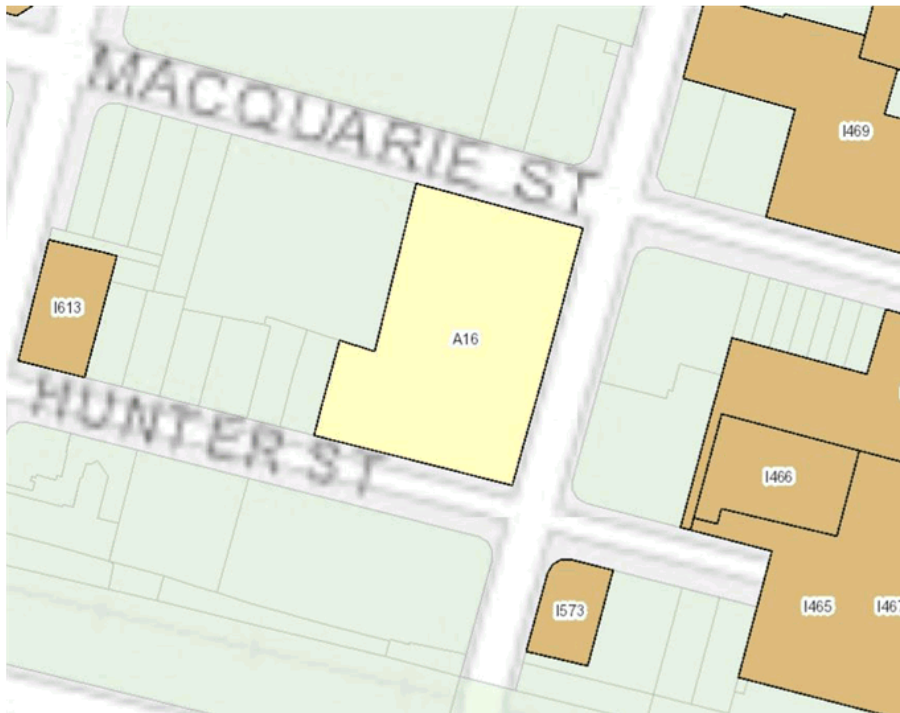 MACQUARIE ST
I469
I613
A16
HUNTER ST
I466
I573
I465